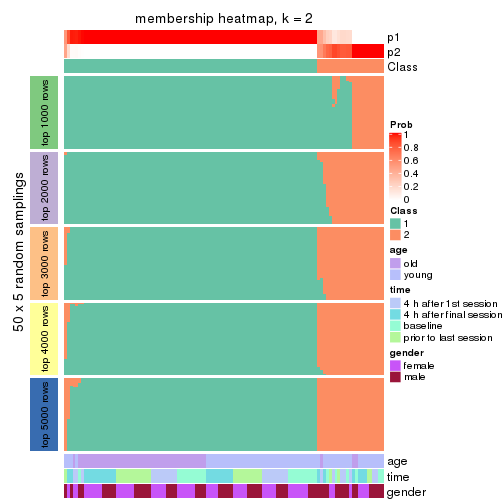 membership heatmap, k = 2
p1
p2
Class
50 x 5 random samplings
top 1000 rows
top 2000 rows
top 3000 rows
top 4000 rows
top 5000 rows
age
time
gender
Prob
1
0.8
0.6
0.4
0.2
0
Class
1
2
age
old
young
time
4 h after 1st session
4 h after final session
baseline
prior to last session
gender
female
male